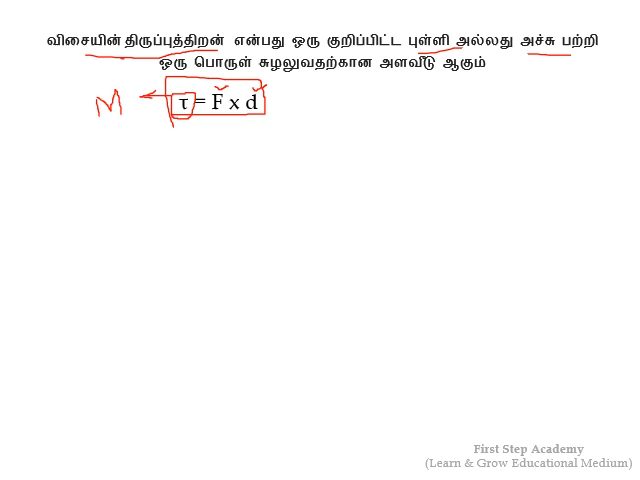 விசையின் திருப்புத்திறன் என்பது ஒரு குறிப்பிட்ட புள்ளி அல்லது அச்சு பற்றி
ஒரு பொருள் சுழலுவதற்கான அளவீடு ஆகும்
M τ = F x d
First Step Academy
(Learn & Grow Educational Medium)